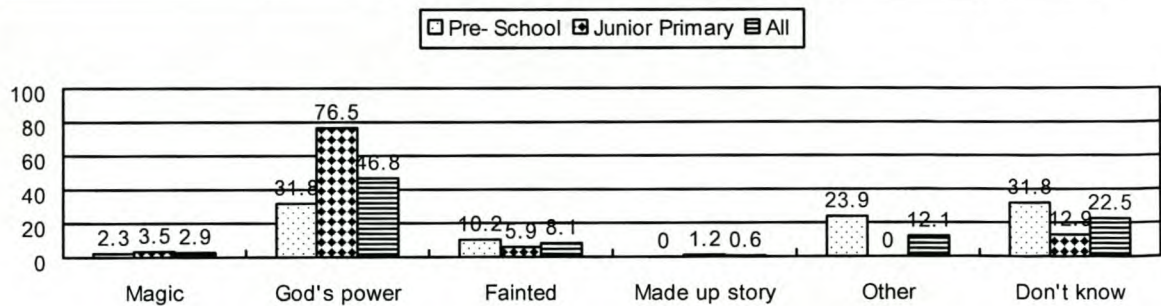 Pre- School Junior Primary All
100
80
60
40
20
0
2.3 3.5 2.9
31.8 76.5 46.8
10.2 5.9 8.1
0 1.2 0.6
23.9 0 12.1
31.8 12.9 22.5
Magic God's power Fainted Made up story Other Don't know